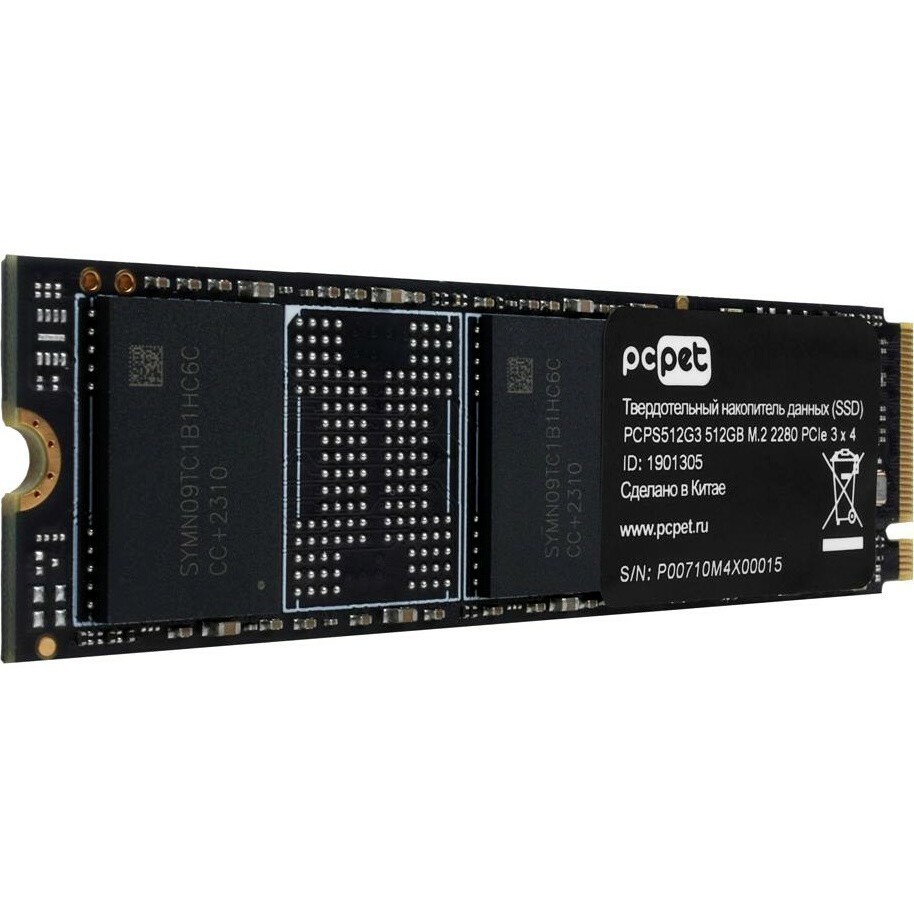 SYMN09TC1B1HC6C
CC+2310
SYMN09TC1B1HC6C
CC+2310
pcpet
Твердотельный накопитель данных (SSD)
PCPS512G3 512GB M.2 2280 PCIe 3 x 4
ID: 1901305
Сделано в Китае
www.pcpet.ru
S/N: P00710M4X00015